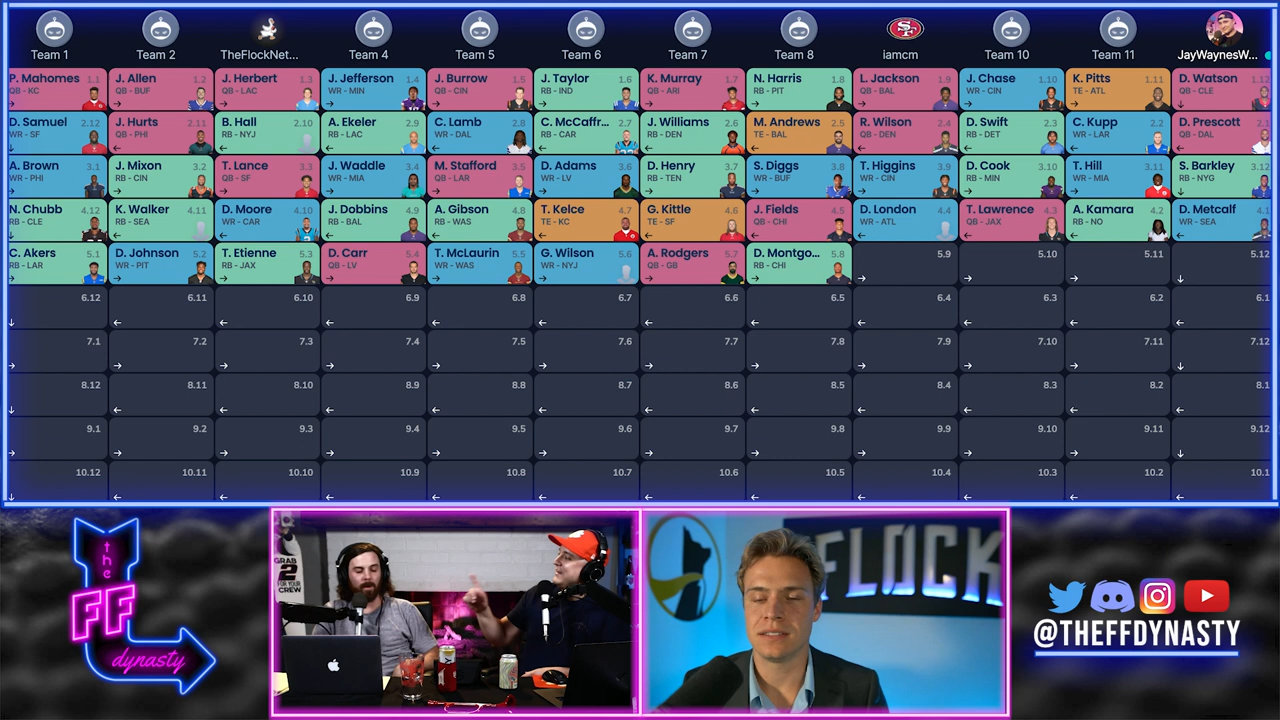 Team 1 Team 2 TheFlockNet... Team 4 Team 5 Team 6 Team 7 Team 8 iamcm Team 10 Team 11 JayWaynesW...
P. Mahomes 1.1 J. Allen 1.2 J. Herbert 1.3 J. Jefferson 1.4 J. Burrow 1.5 J. Taylor 1.6 K. Murray 1.7 N. Harris 1.8 L. Jackson 1.9 J. Chase 1.10 K. Pitts 1.11 D. Watson 1.12
QB - KC QB - BUF QB - LAC WR - MIN QB - CIN RB - IND QB - ARI RB - PIT QB - BAL WR - CIN TE - ATL QB - CLE
D. Samuel 2.12 J. Hurts 2.11 B. Hall 2.10 A. Ekeler 2.9 C. Lamb 2.8 C. McCaffr... 2.7 J. Williams 2.6 M. Andrews 2.5 R. Wilson 2.4 D. Swift 2.3 C. Kupp 2.2 D. Prescott 2.1
WR - SF QB - PHI RB - NYJ RB - LAC WR - DAL RB - CAR RB - DEN TE - BAL QB - DEN RB - DET WR - LAR QB - DAL
A. Brown 3.1 J. Mixon 3.2 T. Lance 3.3 J. Waddle 3.4 M. Stafford 3.5 D. Adams 3.6 D. Henry 3.7 S. Diggs 3.8 T. Higgins 3.9 D. Cook 3.10 T. Hill 3.11 S. Barkley 3.12
WR - PHI RB - CIN QB - SF WR - MIA QB - LAR WR - LV RB - TEN WR - BUF WR - CIN RB - MIN WR - MIA RB - NYG
N. Chubb 4.12 K. Walker 4.11 D. Moore 4.10 J. Dobbins 4.9 A. Gibson 4.8 T. Kelce 4.7 G. Kittle 4.6 J. Fields 4.5 D. London 4.4 T. Lawrence 4.3 A. Kamara 4.2 D. Metcalf 4.1
RB - CLE RB - SEA WR - CAR RB - BAL RB - WAS TE - KC TE - SF QB - CHI WR - ATL QB - JAX RB - NO WR - SEA
C. Akers 5.1 D. Johnson 5.2 T. Etienne 5.3 D. Carr 5.4 T. McLaurin 5.5 G. Wilson 5.6 A. Rodgers 5.7 D. Montgo... 5.8 5.9 5.10 5.11 5.12
RB - LAR WR - PIT RB - JAX QB - LV WR - WAS WR - NYJ QB - GB RB - CHI
6.12 6.11 6.10 6.9 6.8 6.7 6.6 6.5 6.4 6.3 6.2 6.1
7.1 7.2 7.3 7.4 7.5 7.6 7.7 7.8 7.9 7.10 7.11 7.12
8.12 8.11 8.10 8.9 8.8 8.7 8.6 8.5 8.4 8.3 8.2 8.1
9.1 9.2 9.3 9.4 9.5 9.6 9.7 9.8 9.9 9.10 9.11 9.12
10.12 10.11 10.10 10.9 10.8 10.7 10.6 10.5 10.4 10.3 10.2 10.1
the
FF
dynasty
GRAB
2
FOR YOUR
CREW
FLOCK
@THEFFDYNASTY